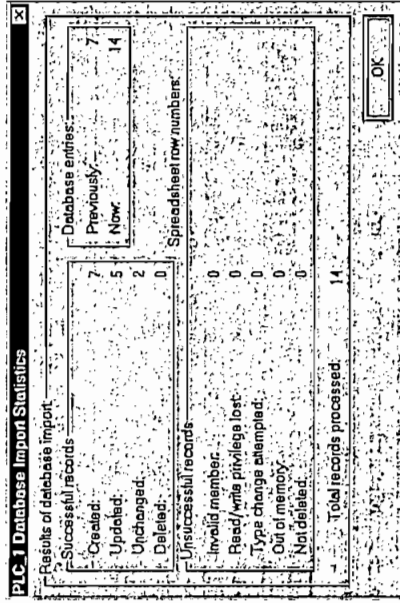 PLC_1 Database Import Statistics
Results of database import
Successful records
Created: 7
Updated: 5
Unchanged: 2
Deleted: 0
Database entries:
Previously: 7
Now: 14
Unsuccessful records
Spreadsheet row numbers:
Invalid member: 0
Read/write privilege lost: 0
Type change attempted: 0
Out of memory: 0
Not deleted: 0
Total records processed: 14
OK